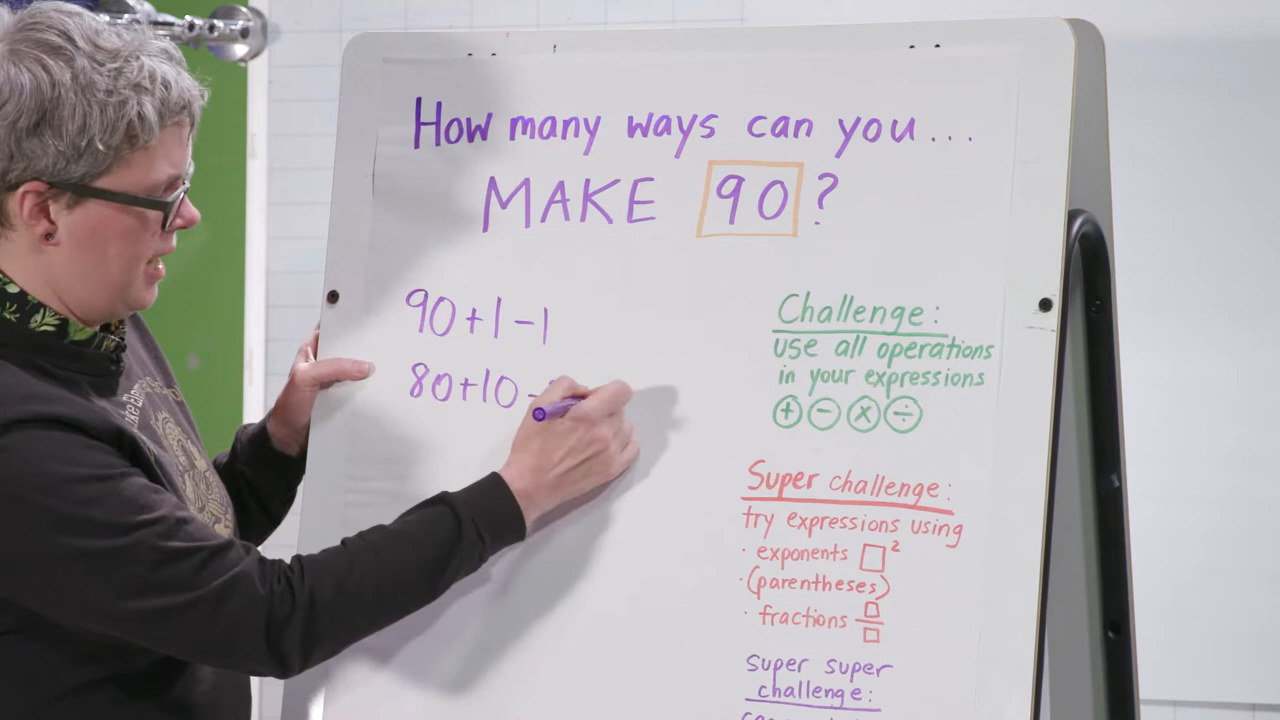 How many ways can you...
MAKE 90?
90+1-1
80+10-
Challenge:
use all operations
in your expressions
+ - × ÷
Super challenge:
try expressions using
· exponents □²
· (parentheses)
· fractions □/□
super super
challenge: